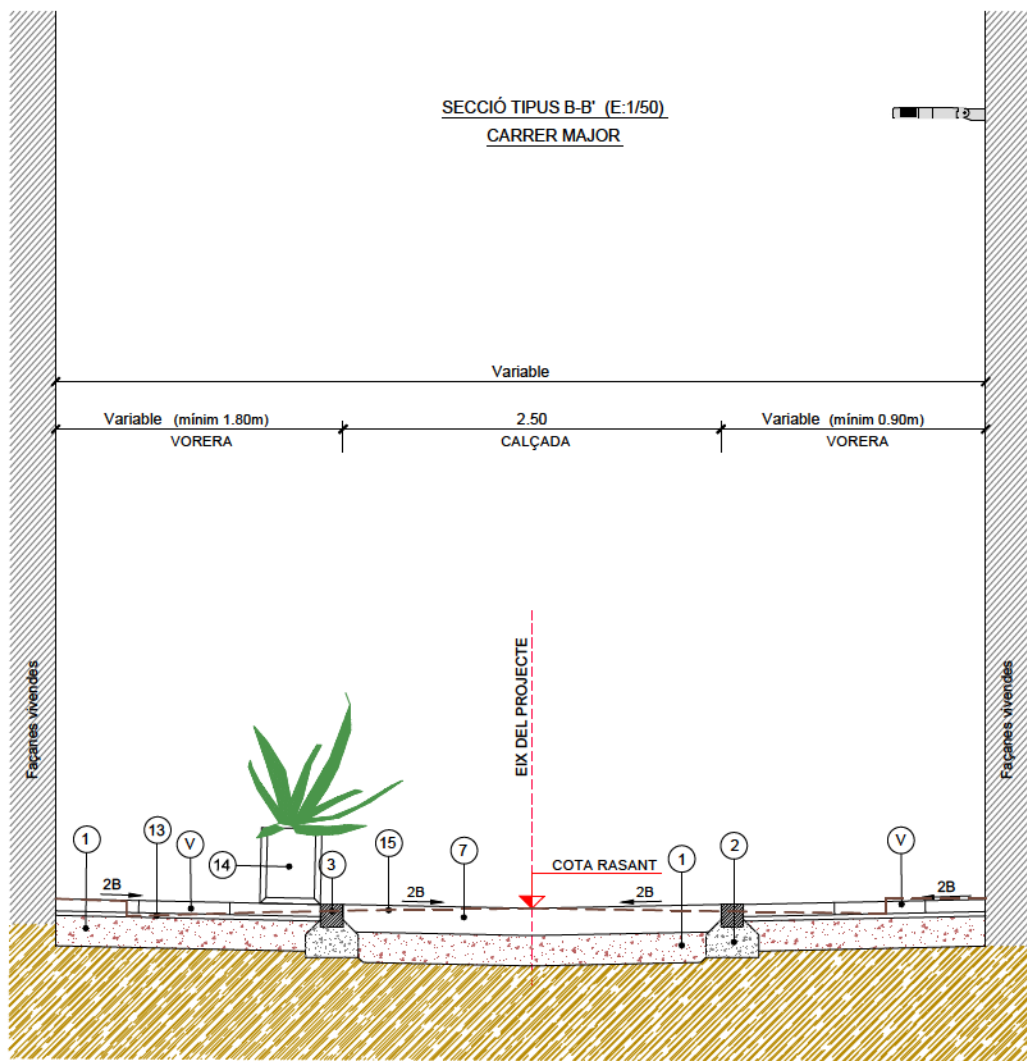 SECCIÓ TIPUS B-B' (E:1/50)
CARRER MAJOR
Variable
Variable (mínim 1.80m)
2.50
Variable (mínim 0.90m)
VORERA
CALÇADA
VORERA
Façanes vivendes
EIX DEL PROJECTE
Façanes vivendes
1
13
V
14
3
15
7
COTA RASANT
1
2
V
2B
2B
2B
2B